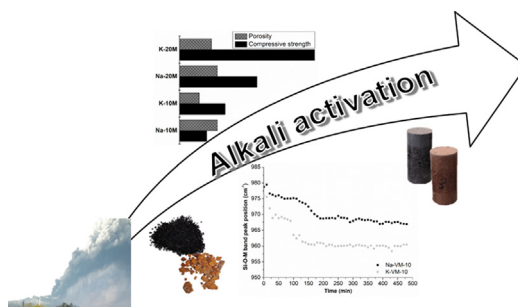 Porosity
Compressive strength
K-20M
Na-20M
K-10M
Na-10M
Alkali activation
Si-O-M band peak position (cm⁻¹)
985
980
975
970
965
960
955
950
0 50 100 150 200 250 300 350 400 450 500
Time (min)
Na-VM-10
K-VM-10